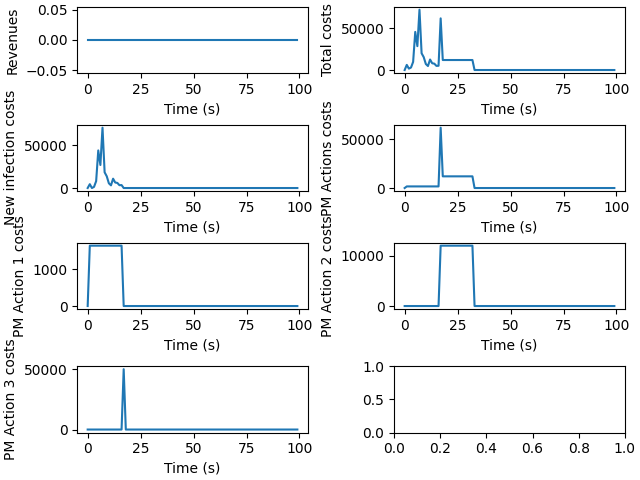 Revenues
0.05
0.00
−0.05
0 25 50 75 100
Time (s)
Total costs
50000
0
0 25 50 75 100
Time (s)
New infection costs
50000
0
0 25 50 75 100
Time (s)
PM Actions costs
50000
0
0 25 50 75 100
Time (s)
PM Action 1 costs
1000
0
0 25 50 75 100
Time (s)
PM Action 2 costs
10000
0
0 25 50 75 100
Time (s)
PM Action 3 costs
50000
0
0 25 50 75 100
Time (s)
1.0
0.5
0.0
0.0 0.2 0.4 0.6 0.8 1.0